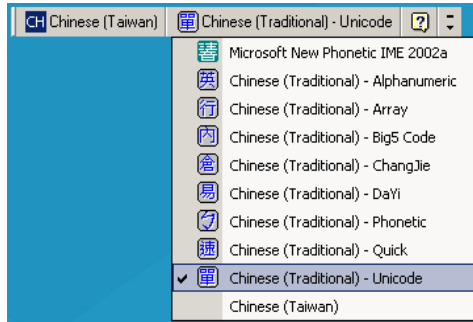 CH Chinese (Taiwan) 單 Chinese (Traditional) - Unicode ?
Microsoft New Phonetic IME 2002a
英 Chinese (Traditional) - Alphanumeric
行 Chinese (Traditional) - Array
內 Chinese (Traditional) - Big5 Code
倉 Chinese (Traditional) - ChangJie
易 Chinese (Traditional) - DaYi
ㄅ Chinese (Traditional) - Phonetic
速 Chinese (Traditional) - Quick
單 Chinese (Traditional) - Unicode
Chinese (Taiwan)